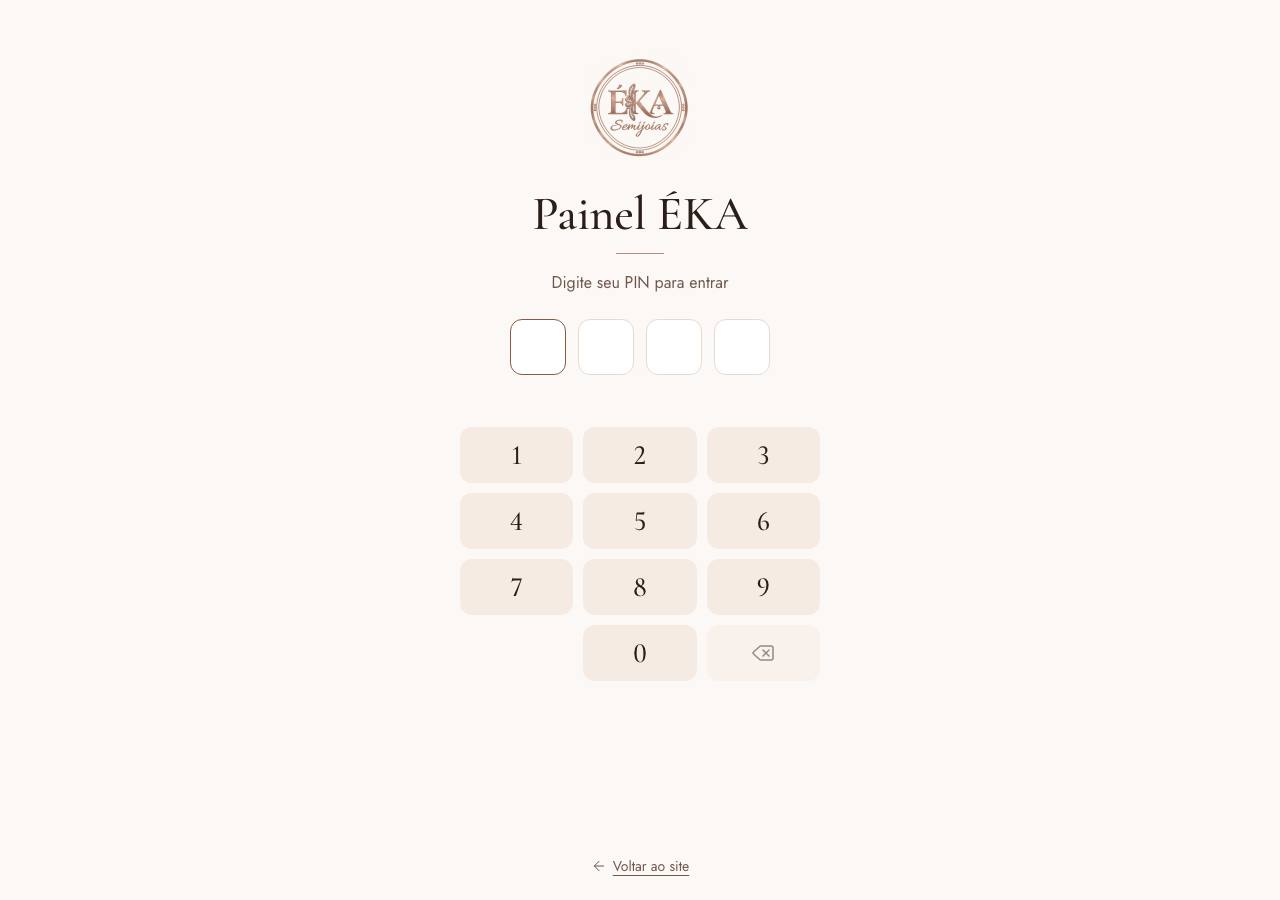 ÉKA
Semijoias
Painel ÉKA
Digite seu PIN para entrar
1 2 3
4 5 6
7 8 9
0
← Voltar ao site